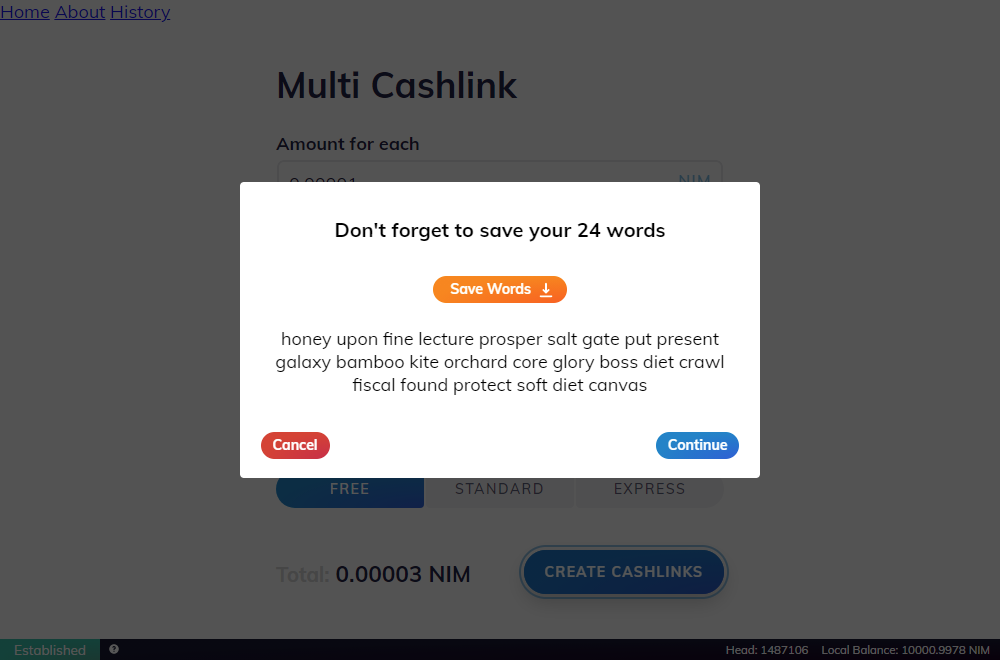 Home About History
Multi Cashlink
Amount for each
0.00001 NIM
Don't forget to save your 24 words
Save Words
honey upon fine lecture prosper salt gate put present
galaxy bamboo kite orchard core glory boss diet crawl
fiscal found protect soft diet canvas
Cancel Continue
FREE STANDARD EXPRESS
Total: 0.00003 NIM CREATE CASHLINKS
Established Head: 1487106 Local Balance: 10000.9978 NIM